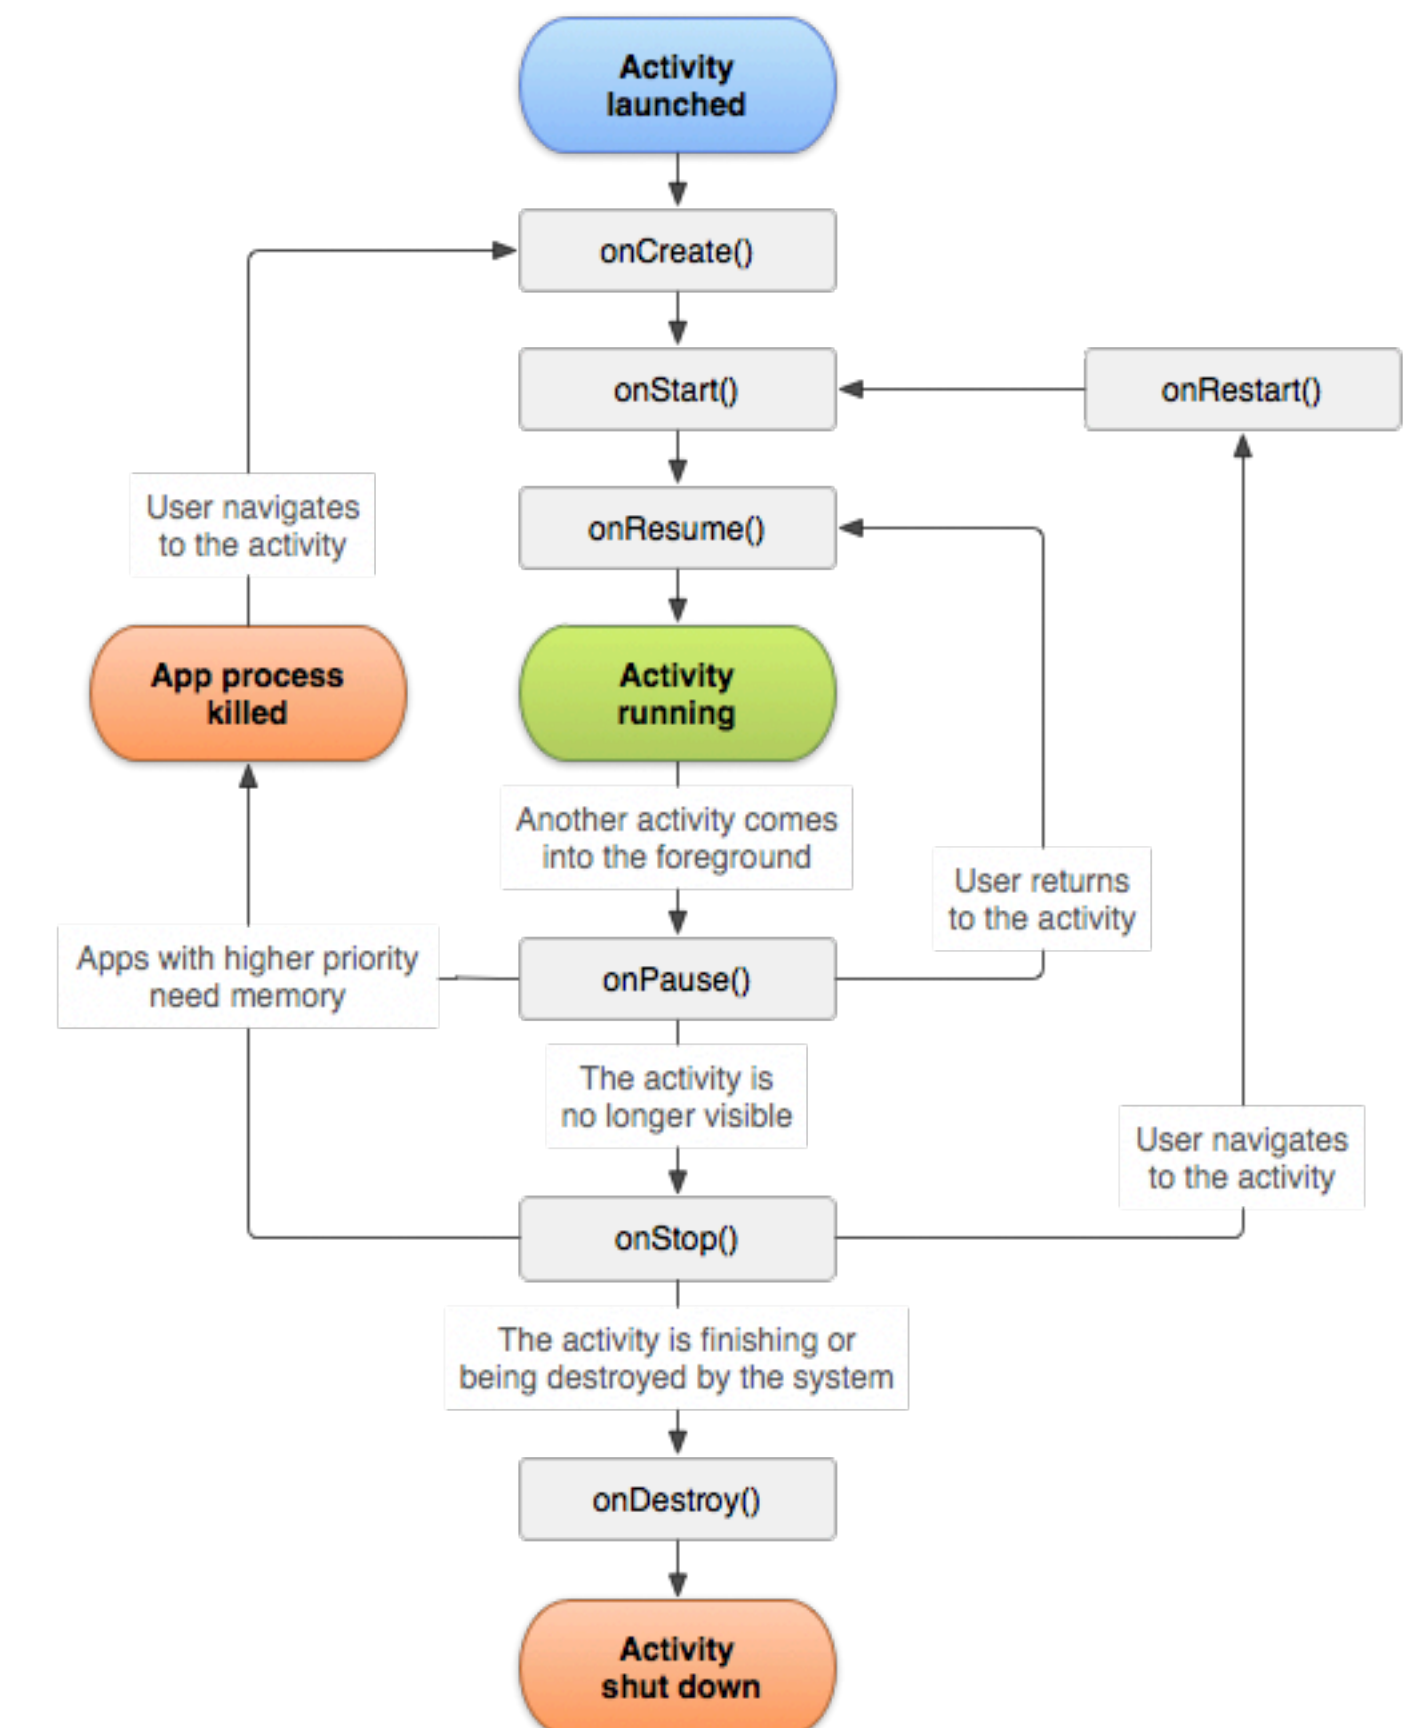 Activity
launched
onCreate()
onStart()
onRestart()
User navigates
to the activity
onResume()
App process
killed
Activity
running
Another activity comes
into the foreground
User returns
to the activity
Apps with higher priority
need memory
onPause()
The activity is
no longer visible
User navigates
to the activity
onStop()
The activity is finishing or
being destroyed by the system
onDestroy()
Activity
shut down